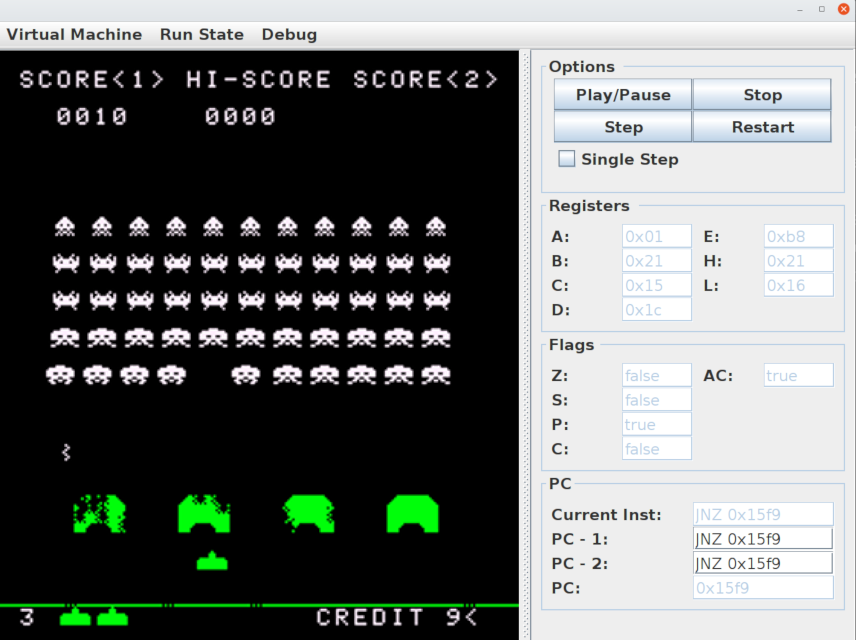 Virtual Machine Run State Debug
SCORE<1> HI-SCORE SCORE<2>
0010 0000
3 CREDIT 9<
Options
Play/Pause Stop
Step Restart
Single Step
Registers
A: 0x01 E: 0xb8
B: 0x21 H: 0x21
C: 0x15 L: 0x16
D: 0x1c
Flags
Z: false AC: true
S: false
P: true
C: false
PC
Current Inst: JNZ 0x15f9
PC - 1: JNZ 0x15f9
PC - 2: JNZ 0x15f9
PC: 0x15f9